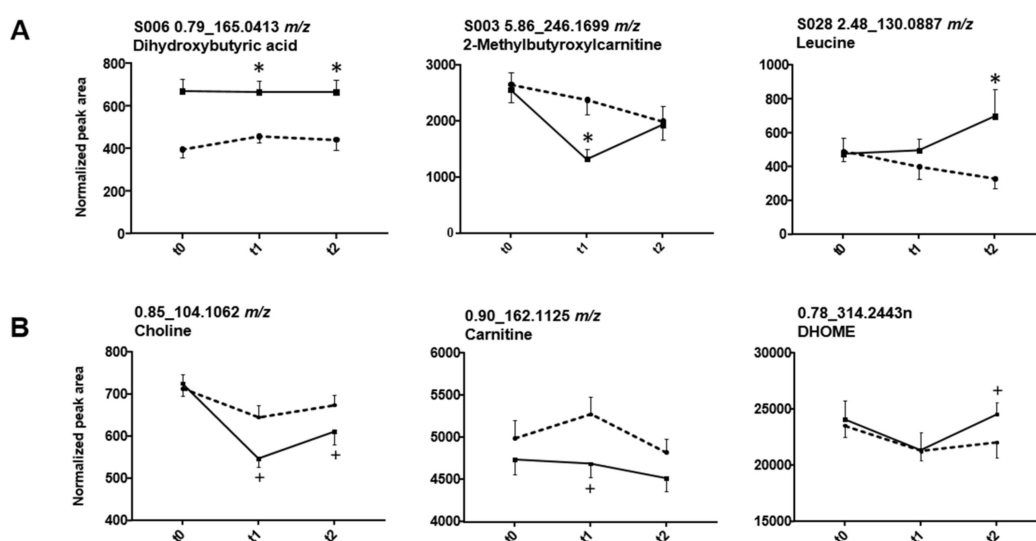 A
S006 0.79_165.0413 m/z
Dihydroxybutyric acid
Normalized peak area
800
600
400
200
0
*
*
t0
t1
t2
S003 5.86_246.1699 m/z
2-Methylbutyroxylcarnitine
3000
2000
1000
0
*
t0
t1
t2
S028 2.48_130.0887 m/z
Leucine
1000
800
600
400
200
0
*
t0
t1
t2
B
0.85_104.1062 m/z
Choline
Normalized peak area
800
700
600
500
400
+
+
t0
t1
t2
0.90_162.1125 m/z
Carnitine
6000
5500
5000
4500
4000
+
t0
t1
t2
0.78_314.2443n
DHOME
30000
25000
20000
15000
+
t0
t1
t2